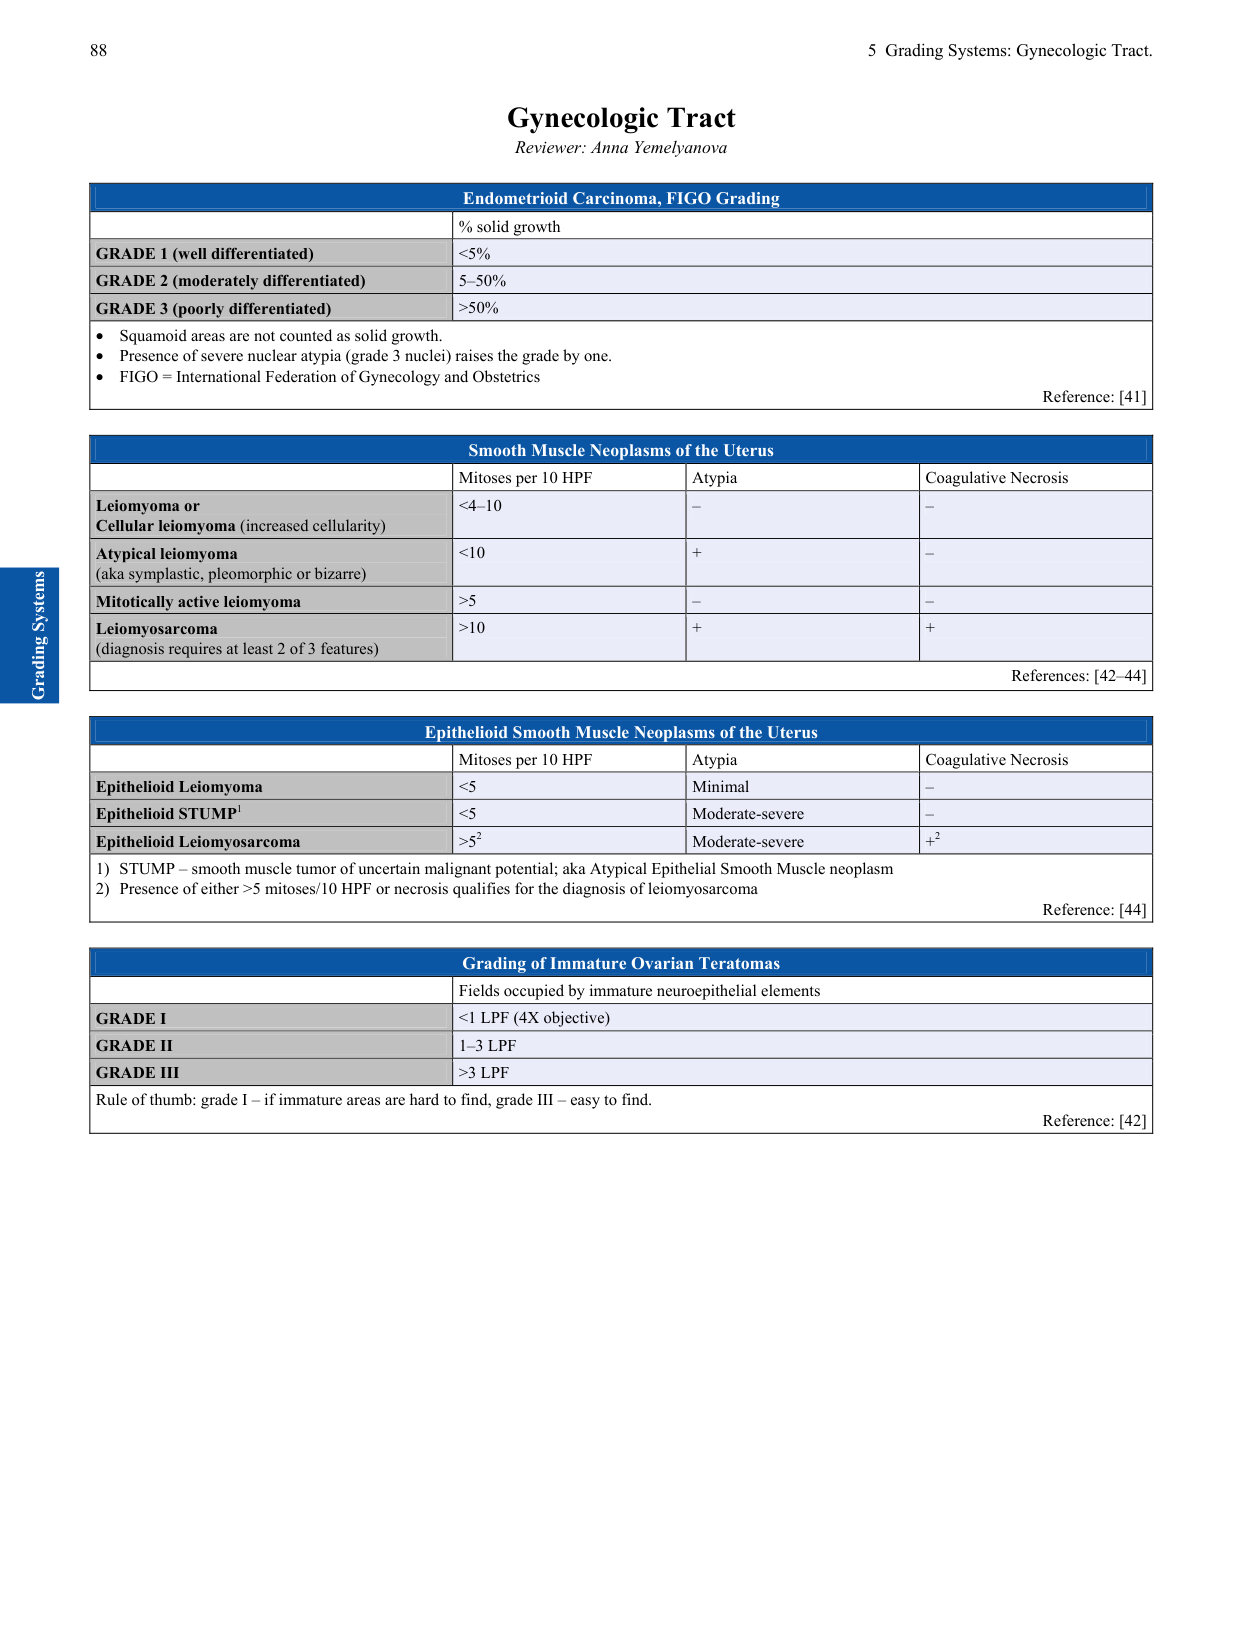 88
5 Grading Systems: Gynecologic Tract.
Gynecologic Tract
Reviewer: Anna Yemelyanova
Endometrioid Carcinoma, FIGO Grading
% solid growth
GRADE 1 (well differentiated) <5%
GRADE 2 (moderately differentiated) 5–50%
GRADE 3 (poorly differentiated) >50%
• Squamoid areas are not counted as solid growth.
• Presence of severe nuclear atypia (grade 3 nuclei) raises the grade by one.
• FIGO = International Federation of Gynecology and Obstetrics
Reference: [41]
Smooth Muscle Neoplasms of the Uterus
Mitoses per 10 HPF Atypia Coagulative Necrosis
Leiomyoma or <4–10 – –
Cellular leiomyoma (increased cellularity)
Atypical leiomyoma <10 + –
(aka symplastic, pleomorphic or bizarre)
Mitotically active leiomyoma >5 – –
Leiomyosarcoma >10 + +
(diagnosis requires at least 2 of 3 features)
References: [42–44]
Grading Systems
Epithelioid Smooth Muscle Neoplasms of the Uterus
Mitoses per 10 HPF Atypia Coagulative Necrosis
Epithelioid Leiomyoma <5 Minimal –
Epithelioid STUMP1 <5 Moderate-severe –
Epithelioid Leiomyosarcoma >52 Moderate-severe +2
1) STUMP – smooth muscle tumor of uncertain malignant potential; aka Atypical Epithelial Smooth Muscle neoplasm
2) Presence of either >5 mitoses/10 HPF or necrosis qualifies for the diagnosis of leiomyosarcoma
Reference: [44]
Grading of Immature Ovarian Teratomas
Fields occupied by immature neuroepithelial elements
GRADE I <1 LPF (4X objective)
GRADE II 1–3 LPF
GRADE III >3 LPF
Rule of thumb: grade I – if immature areas are hard to find, grade III – easy to find.
Reference: [42]